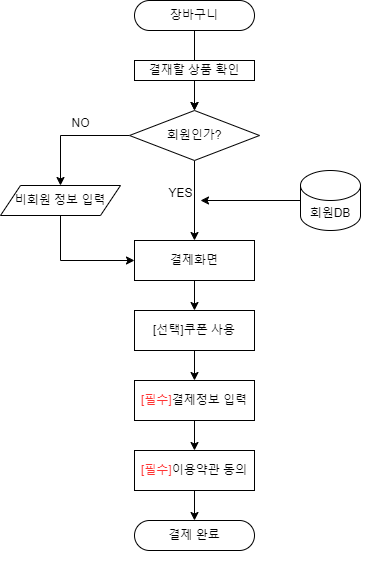 장바구니
결재할 상품 확인
회원인가?
NO
YES
비회원 정보 입력
회원DB
결제화면
[선택]쿠폰 사용
[필수]결제정보 입력
[필수]이용약관 동의
결제 완료